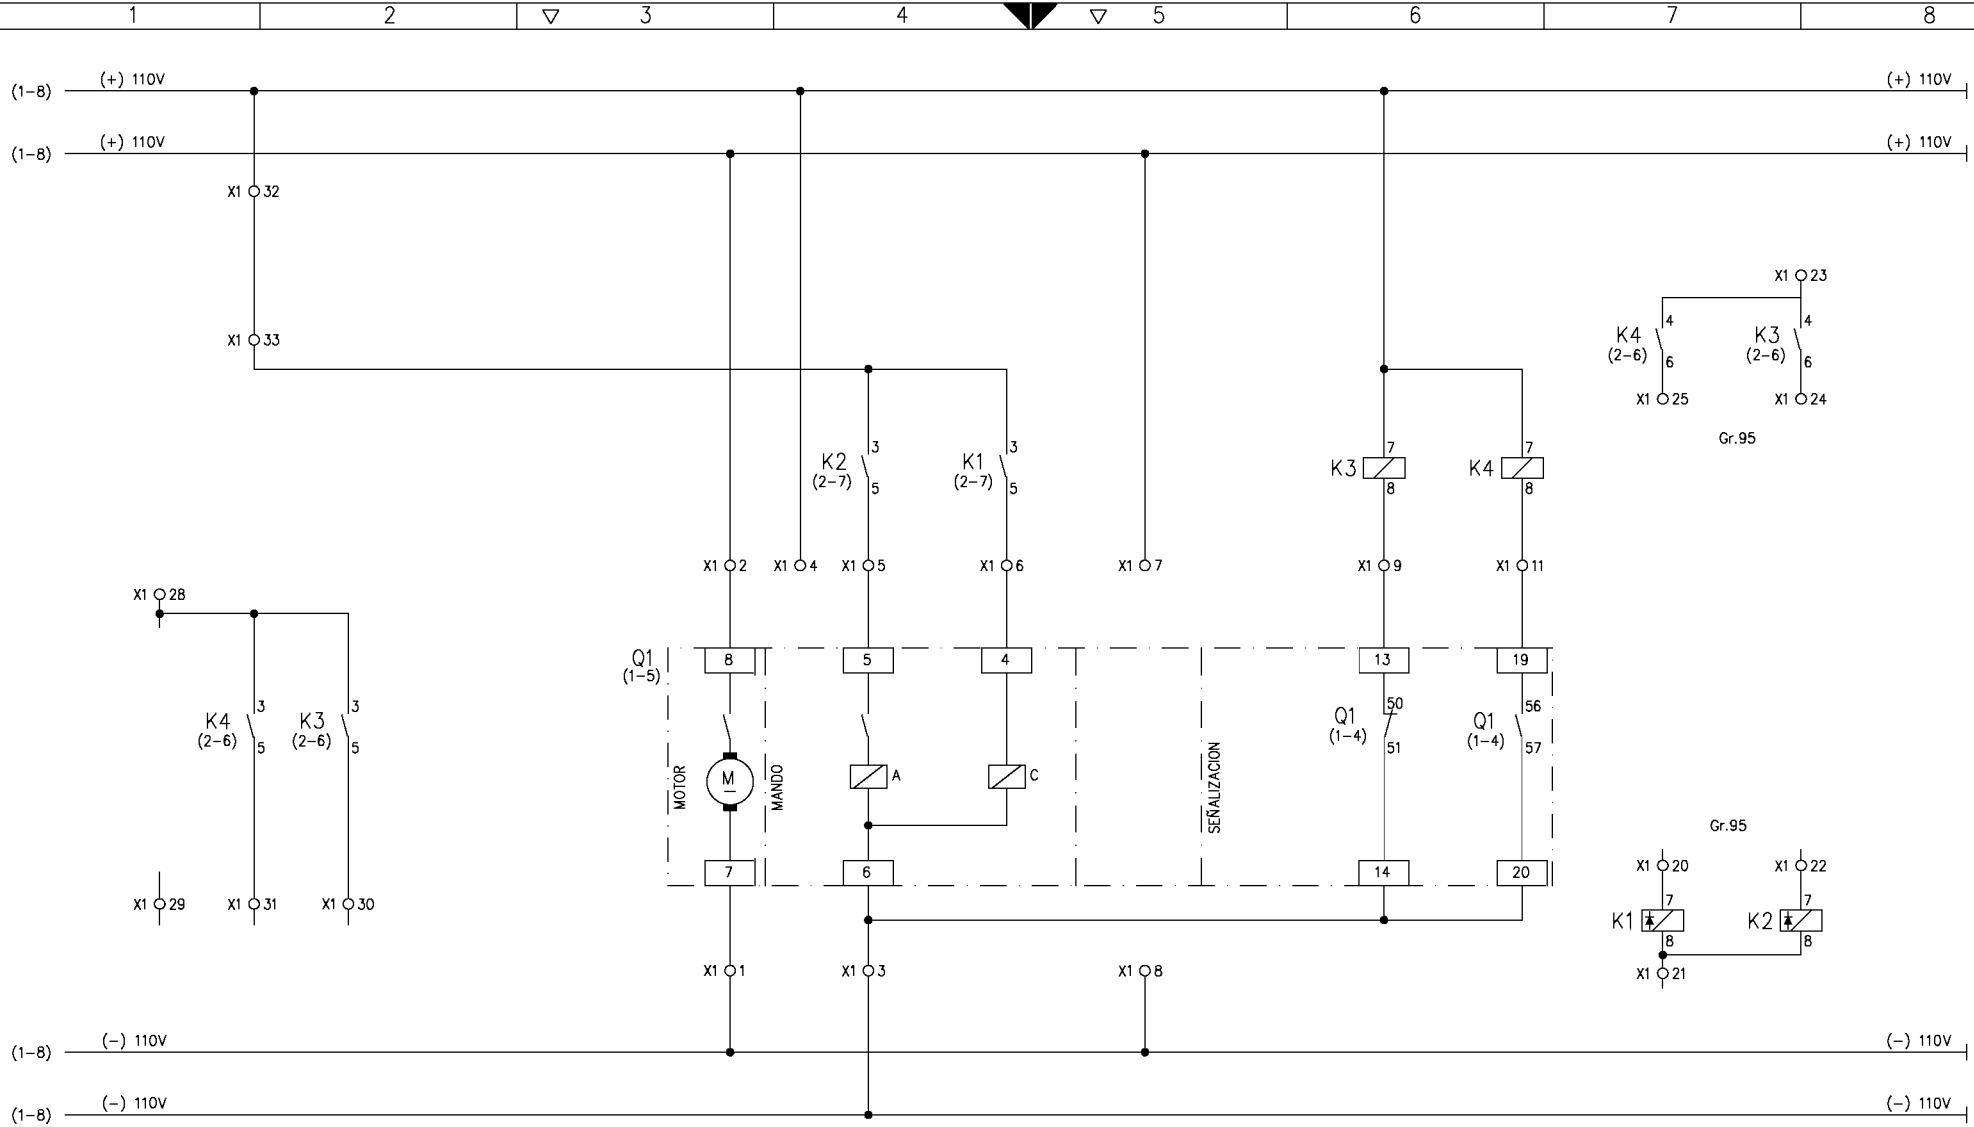 1 2 3 4 5 6 7 8
(+) 110V (+) 110V
(1-8)
(+) 110V (+) 110V
(1-8)
X1 32
X1 23
X1 33
4 4
K4 K3
(2-6) (2-6)
6 6
X1 25 X1 24
Gr.95
3 3 7 7
K2 K1 K3 K4
(2-7) (2-7)
5 5 8 8
X1 2 X1 4 X1 5 X1 6 X1 7 X1 9 X1 11
X1 28
Q1 8 5 4 13 19
(1-5)
3 3 50 56
K4 K3 Q1 Q1
(2-6) (2-6) (1-4) (1-4)
5 5 51 57
MOTOR M MANDO A C SEÑALIZACION
Gr.95
7 6 14 20
X1 20 X1 22
X1 29 X1 31 X1 30
7 7
K1 K2
8 8
X1 1 X1 3 X1 8 X1 21
(-) 110V (-) 110V
(1-8)
(-) 110V (-) 110V
(1-8)